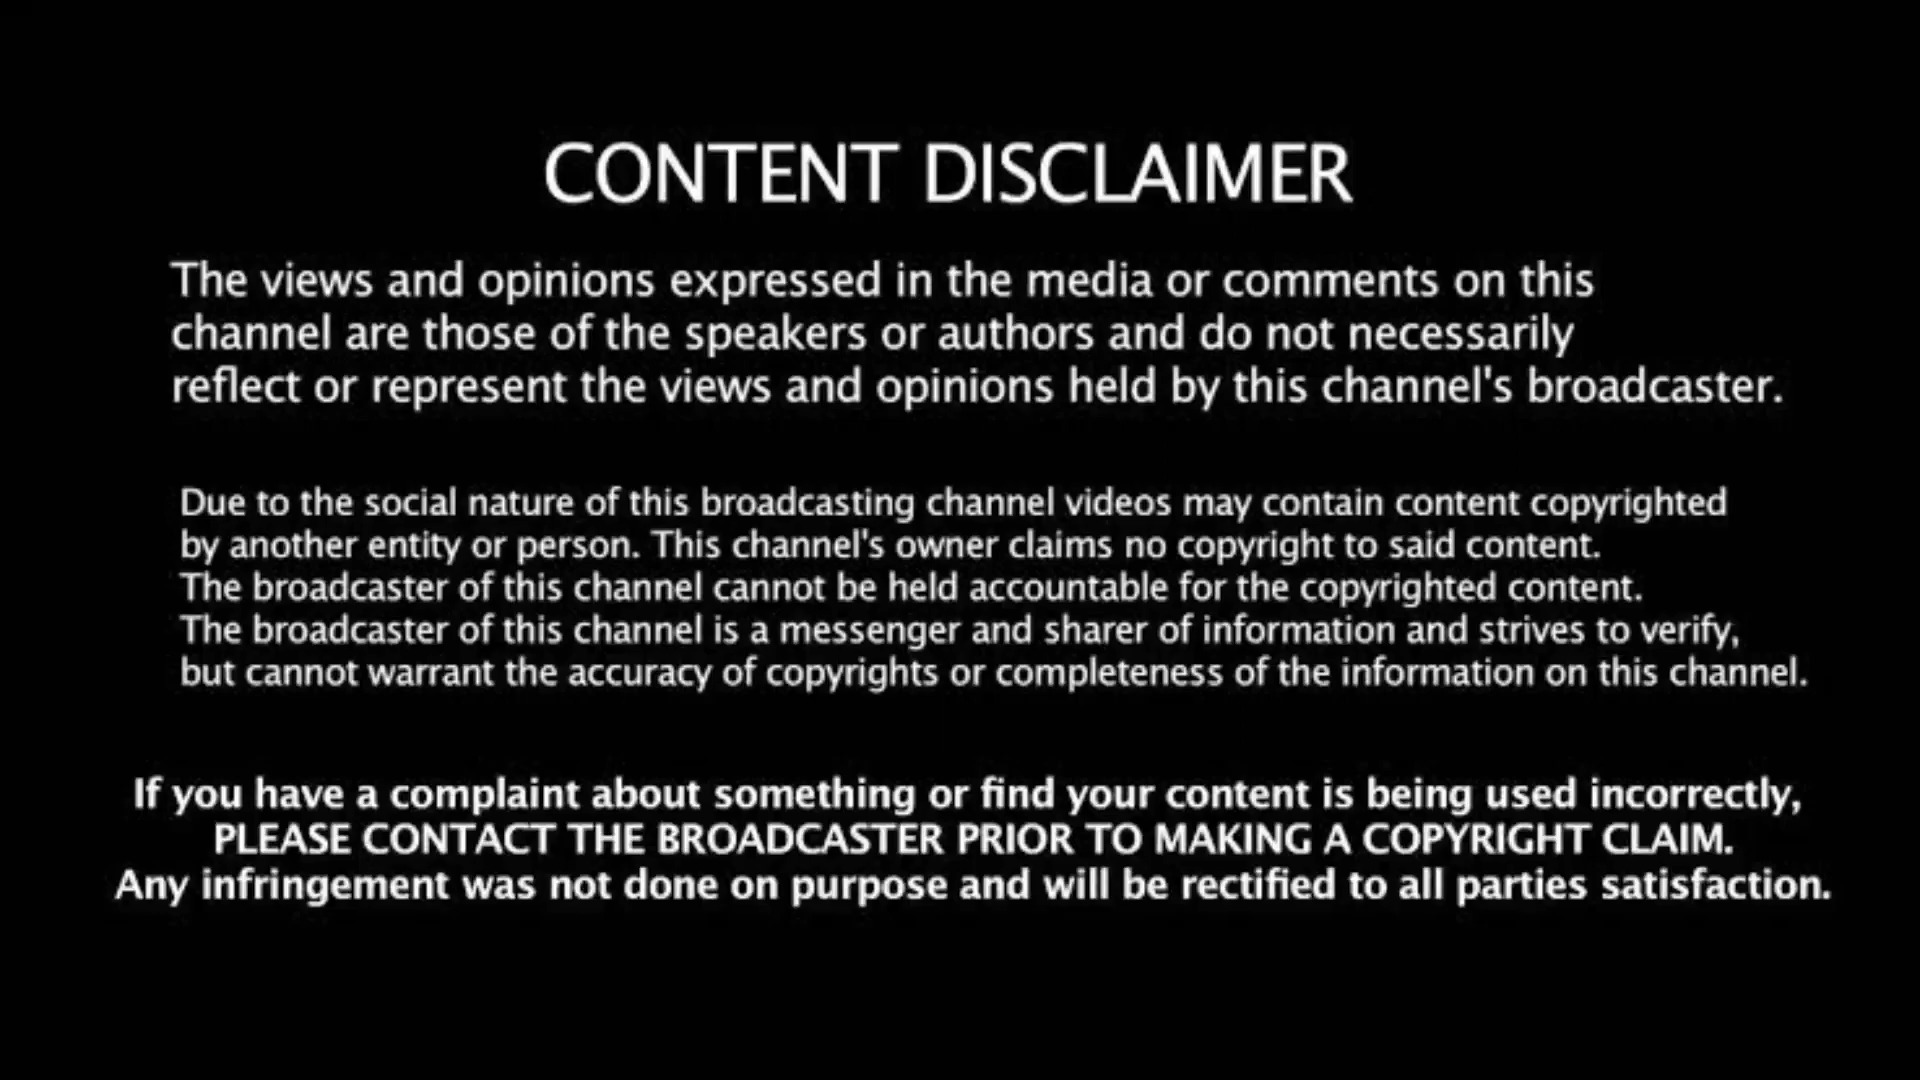 CONTENT DISCLAIMER
The views and opinions expressed in the media or comments on this
channel are those of the speakers or authors and do not necessarily
reflect or represent the views and opinions held by this channel's broadcaster.
Due to the social nature of this broadcasting channel videos may contain content copyrighted
by another entity or person. This channel's owner claims no copyright to said content.
The broadcaster of this channel cannot be held accountable for the copyrighted content.
The broadcaster of this channel is a messenger and sharer of information and strives to verify,
but cannot warrant the accuracy of copyrights or completeness of the information on this channel.
If you have a complaint about something or find your content is being used incorrectly,
PLEASE CONTACT THE BROADCASTER PRIOR TO MAKING A COPYRIGHT CLAIM.
Any infringement was not done on purpose and will be rectified to all parties satisfaction.